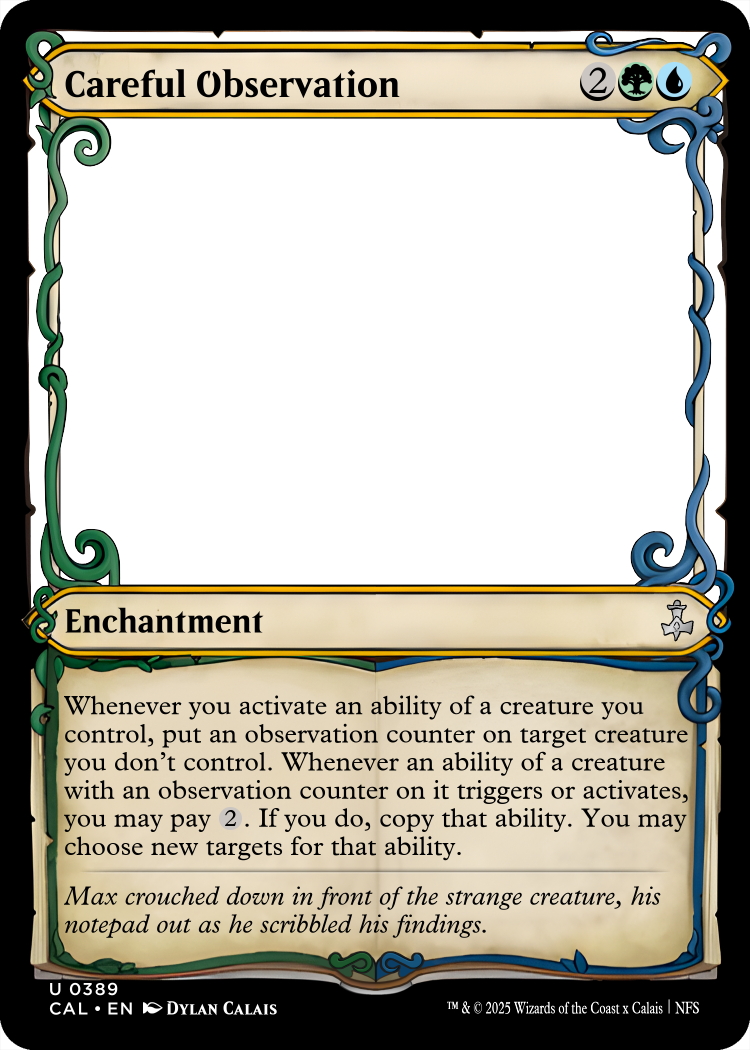 Careful Observation 2
Enchantment
Whenever you activate an ability of a creature you
control, put an observation counter on target creature
you don't control. Whenever an ability of a creature
with an observation counter on it triggers or activates,
you may pay 2. If you do, copy that ability. You may
choose new targets for that ability.
Max crouched down in front of the strange creature, his
notepad out as he scribbled his findings.
U 0389
CAL • EN DYLAN CALAIS ™ & © 2025 Wizards of the Coast x Calais | NFS